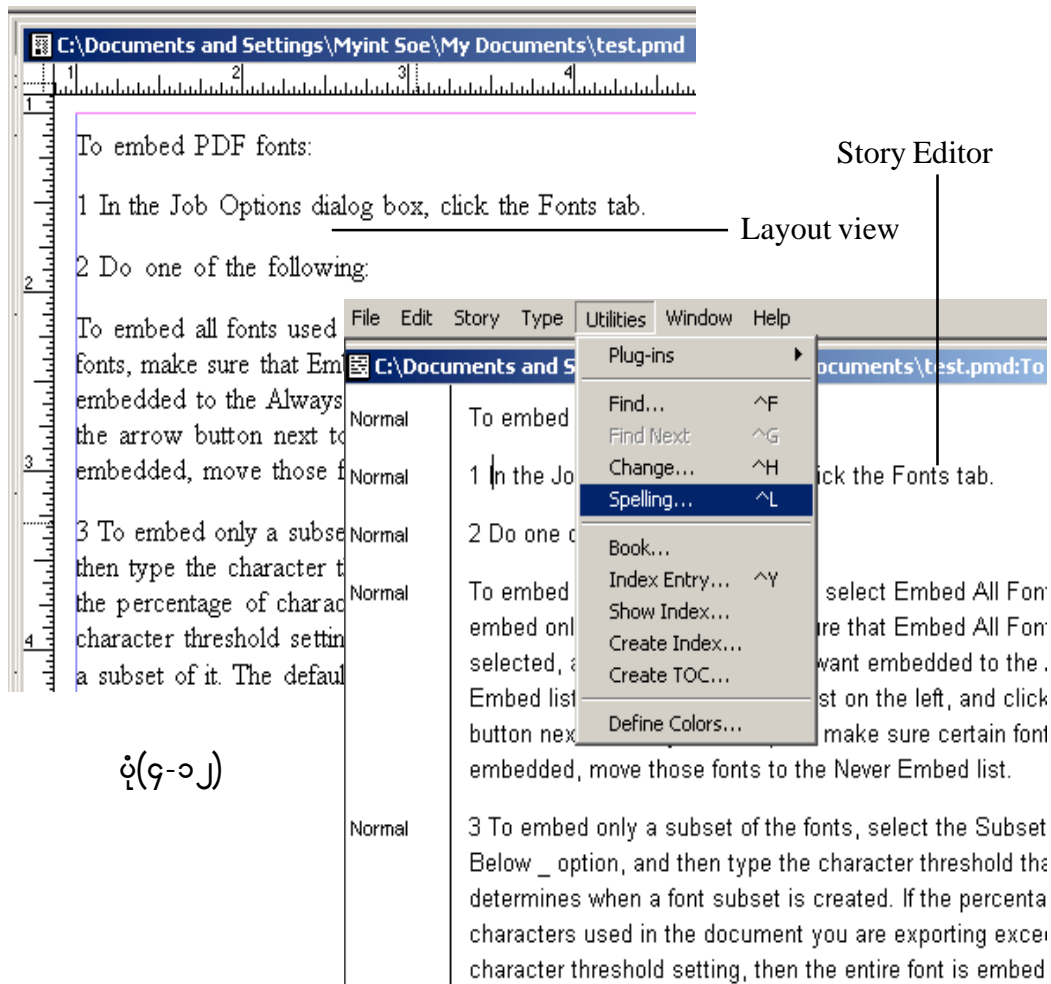 C:\Documents and Settings\Myint Soe\My Documents\test.pmd
1 2 3 4
1
To embed PDF fonts:
1 In the Job Options dialog box, click the Fonts tab.
2 Do one of the following:
2
To embed all fonts used
fonts, make sure that Em
embedded to the Always
the arrow button next to
3
embedded, move those f
3 To embed only a subse
then type the character t
the percentage of charac
4
character threshold settin
a subset of it. The defaul
Story Editor
Layout view
File Edit Story Type Utilities Window Help
C:\Documents and S ocuments\test.pmd:To
Plug-ins
Find... ^F
Find Next ^G
Change... ^H
Spelling... ^L
Book...
Index Entry... ^Y
Show Index...
Create Index...
Create TOC...
Define Colors...
Normal To embed
Normal 1 In the Jo ick the Fonts tab.
Normal 2 Do one
Normal To embed select Embed All Fon
embed onl re that Embed All Fon
selected, want embedded to the
Embed list st on the left, and click
button nex make sure certain font
embedded, move those fonts to the Never Embed list.
Normal 3 To embed only a subset of the fonts, select the Subset
Below _ option, and then type the character threshold tha
determines when a font subset is created. If the percenta
characters used in the document you are exporting excee
character threshold setting, then the entire font is embed
ပုံ(၄-၁၂)